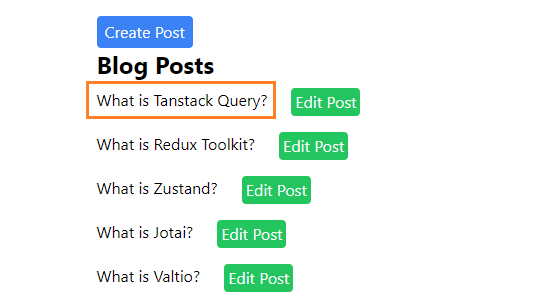 Create Post
Blog Posts
What is Tanstack Query? Edit Post
What is Redux Toolkit? Edit Post
What is Zustand? Edit Post
What is Jotai? Edit Post
What is Valtio? Edit Post